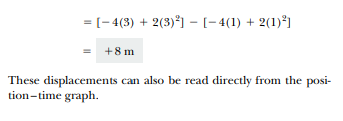 = [−4(3) + 2(3)²] − [−4(1) + 2(1)²]
= +8 m
These displacements can also be read directly from the posi-
tion–time graph.